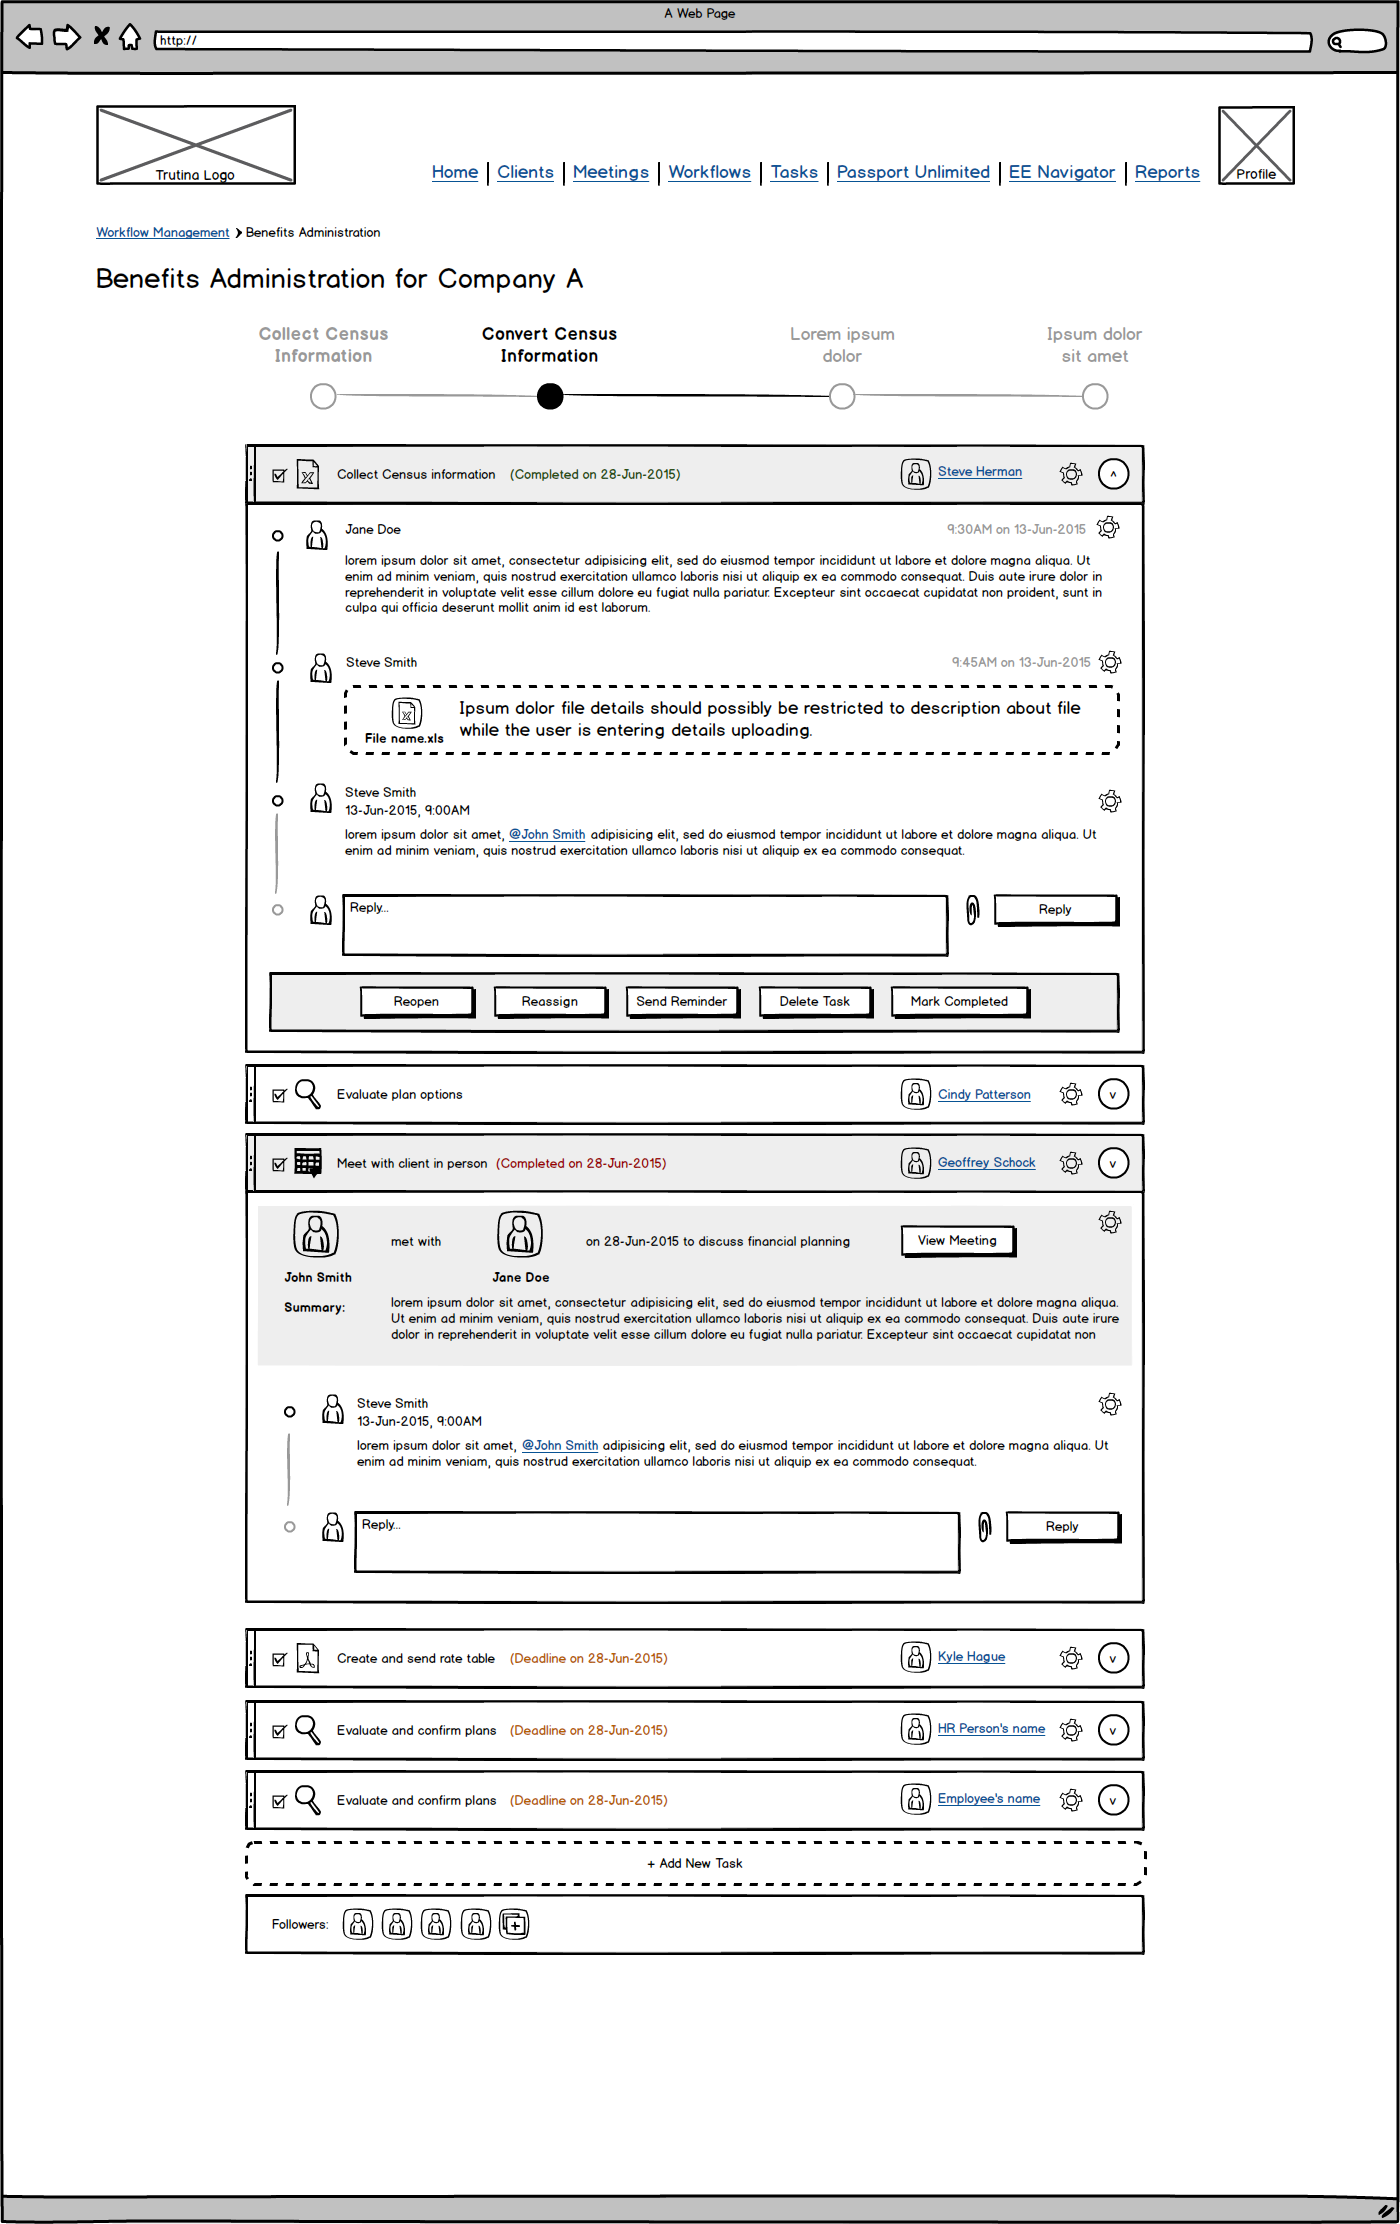 A Web Page
http://
Trutina Logo
Home Clients Meetings Workflows Tasks Passport Unlimited EE Navigator Reports
Profile
Workflow Management Benefits Administration
Benefits Administration for Company A
Collect Census Information
Convert Census Information
Lorem ipsum dolor
Ipsum dolor sit amet
Collect Census information (Completed on 28-Jun-2015) Steve Herman ^
Jane Doe 9:30AM on 13-Jun-2015
lorem ipsum dolor sit amet, consectetur adipisicing elit, sed do eiusmod tempor incididunt ut labore et dolore magna aliqua. Ut
enim ad minim veniam, quis nostrud exercitation ullamco laboris nisi ut aliquip ex ea commodo consequat. Duis aute irure dolor in
reprehenderit in voluptate velit esse cillum dolore eu fugiat nulla pariatur. Excepteur sint occaecat cupidatat non proident, sunt in
culpa qui officia deserunt mollit anim id est laborum.
Steve Smith 9:45AM on 13-Jun-2015
Ipsum dolor file details should possibly be restricted to description about file
while the user is entering details uploading.
File name.xls
Steve Smith
13-Jun-2015, 9:00AM
lorem ipsum dolor sit amet, @John Smith adipisicing elit, sed do eiusmod tempor incididunt ut labore et dolore magna aliqua. Ut
enim ad minim veniam, quis nostrud exercitation ullamco laboris nisi ut aliquip ex ea commodo consequat.
Reply... Reply
Reopen Reassign Send Reminder Delete Task Mark Completed
Evaluate plan options Cindy Patterson v
Meet with client in person (Completed on 28-Jun-2015) Geoffrey Schock v
met with on 28-Jun-2015 to discuss financial planning View Meeting
John Smith Jane Doe
Summary: lorem ipsum dolor sit amet, consectetur adipisicing elit, sed do eiusmod tempor incididunt ut labore et dolore magna aliqua.
Ut enim ad minim veniam, quis nostrud exercitation ullamco laboris nisi ut aliquip ex ea commodo consequat. Duis aute irure
dolor in reprehenderit in voluptate velit esse cillum dolore eu fugiat nulla pariatur. Excepteur sint occaecat cupidatat non
Steve Smith
13-Jun-2015, 9:00AM
lorem ipsum dolor sit amet, @John Smith adipisicing elit, sed do eiusmod tempor incididunt ut labore et dolore magna aliqua. Ut
enim ad minim veniam, quis nostrud exercitation ullamco laboris nisi ut aliquip ex ea commodo consequat.
Reply... Reply
Create and send rate table (Deadline on 28-Jun-2015) Kyle Hague v
Evaluate and confirm plans (Deadline on 28-Jun-2015) HR Person's name v
Evaluate and confirm plans (Deadline on 28-Jun-2015) Employee's name v
+ Add New Task
Followers: